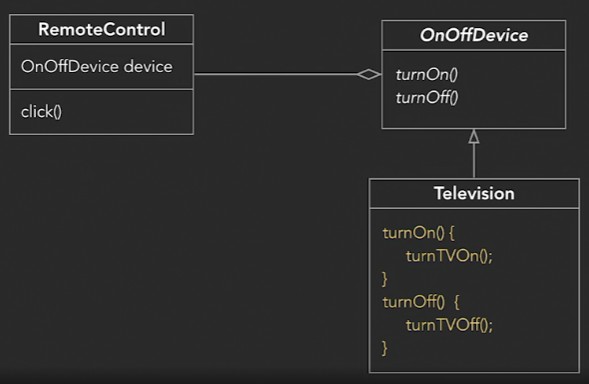 RemoteControl
OnOffDevice device
click()
OnOffDevice
turnOn()
turnOff()
Television
turnOn() {
turnTVOn();
}
turnOff() {
turnTVOff();
}